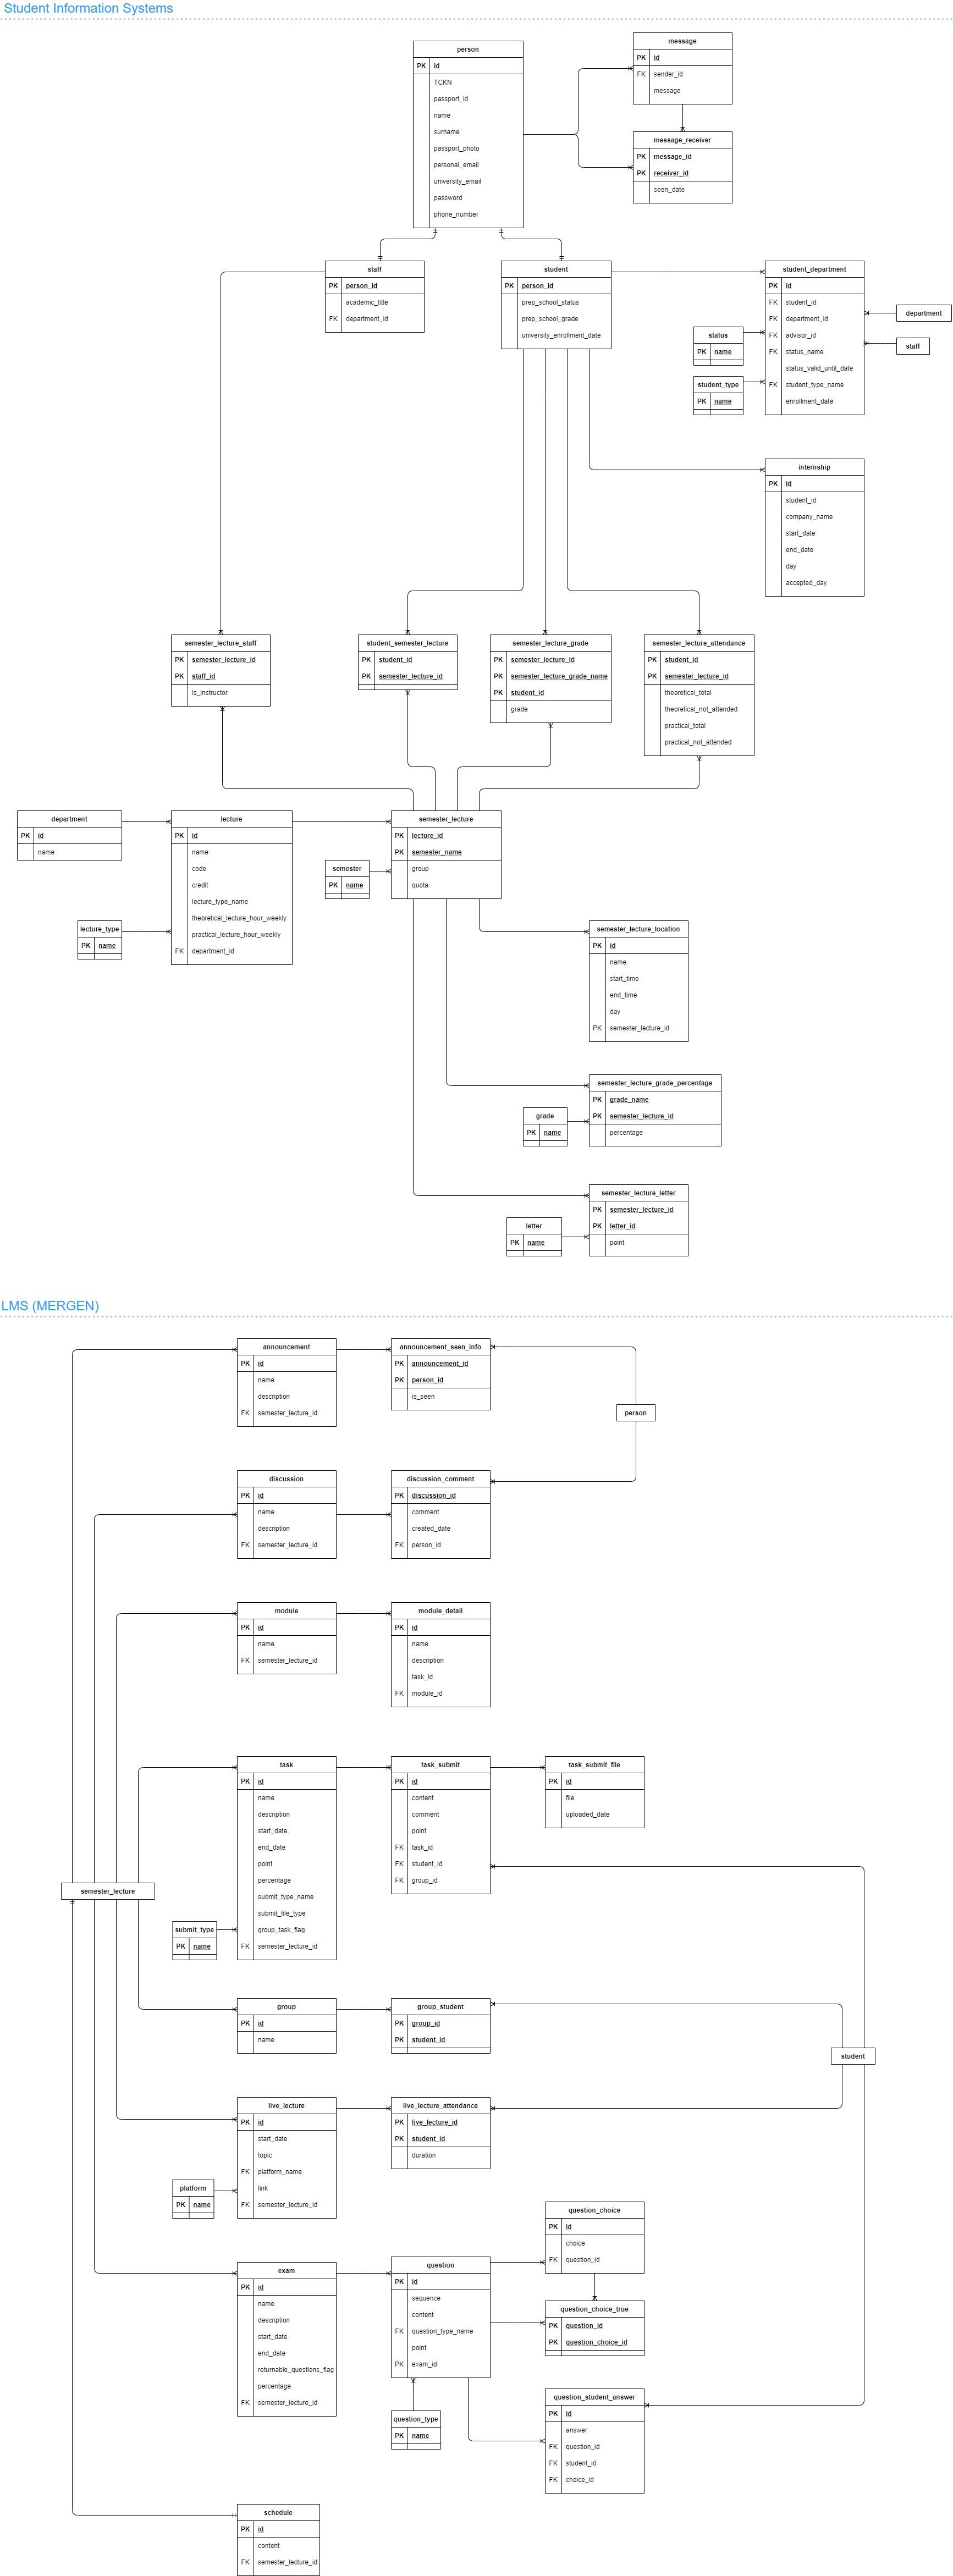 Student Information Systems
person
PK id
TCKN
passport_id
name
surname
passport_photo
personal_email
university_email
password
phone_number
message
PK id
FK sender_id
message
message_receiver
PK message_id
PK receiver_id
seen_date
staff
PK person_id
academic_title
FK department_id
student
PK person_id
prep_school_status
prep_school_grade
university_enrollment_date
student_department
PK id
FK student_id
FK department_id
FK advisor_id
FK status_name
status_valid_until_date
FK student_type_name
enrollment_date
department
staff
status
PK name
student_type
PK name
internship
PK id
student_id
company_name
start_date
end_date
day
accepted_day
semester_lecture_staff
PK semester_lecture_id
PK staff_id
is_instructor
student_semester_lecture
PK student_id
PK semester_lecture_id
semester_lecture_grade
PK semester_lecture_id
PK semester_lecture_grade_name
PK student_id
grade
semester_lecture_attendance
PK student_id
PK semester_lecture_id
theoretical_total
theoretical_not_attended
practical_total
practical_not_attended
department
PK id
name
lecture
PK id
name
code
credit
lecture_type_name
theoretical_lecture_hour_weekly
practical_lecture_hour_weekly
FK department_id
lecture_type
PK name
semester_lecture
PK lecture_id
PK semester_name
group
quota
semester
PK name
semester_lecture_location
PK id
name
start_time
end_time
day
PK semester_lecture_id
semester_lecture_grade_percentage
PK grade_name
PK semester_lecture_id
percentage
grade
PK name
semester_lecture_letter
PK semester_lecture_id
PK letter_id
point
letter
PK name
LMS (MERGEN)
announcement
PK id
name
description
FK semester_lecture_id
announcement_seen_info
PK announcement_id
PK person_id
is_seen
person
discussion
PK id
name
description
FK semester_lecture_id
discussion_comment
PK discussion_id
comment
created_date
FK person_id
module
PK id
name
FK semester_lecture_id
module_detail
PK id
name
description
task_id
FK module_id
task
PK id
name
description
start_date
end_date
point
percentage
submit_type_name
submit_file_type
group_task_flag
FK semester_lecture_id
task_submit
PK id
content
comment
point
FK task_id
FK student_id
FK group_id
task_submit_file
PK id
file
uploaded_date
semester_lecture
submit_type
PK name
group
PK id
name
group_student
PK group_id
PK student_id
student
live_lecture
PK id
start_date
topic
FK platform_name
link
FK semester_lecture_id
live_lecture_attendance
PK live_lecture_id
PK student_id
duration
platform
PK name
exam
PK id
name
description
start_date
end_date
returnable_questions_flag
percentage
FK semester_lecture_id
question
PK id
sequence
content
FK question_type_name
point
PK exam_id
question_type
PK name
question_choice
PK id
choice
FK question_id
question_choice_true
PK question_id
PK question_choice_id
question_student_answer
PK id
answer
FK question_id
FK student_id
FK choice_id
schedule
PK id
content
FK semester_lecture_id